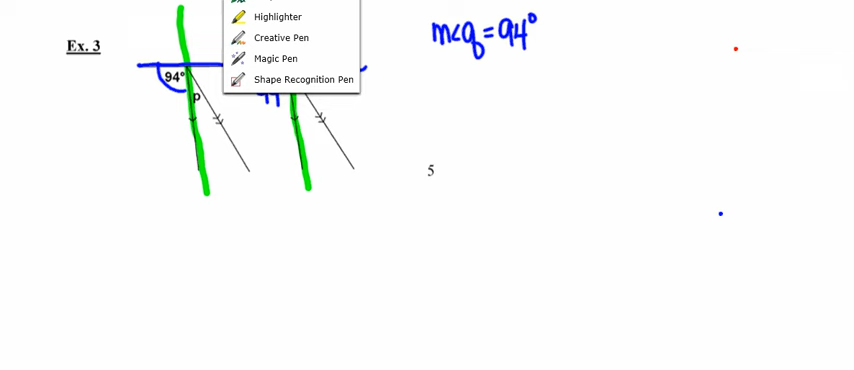 Highlighter
m<q=94°
Ex. 3
Creative Pen
Magic Pen
94°
Shape Recognition Pen
p
5